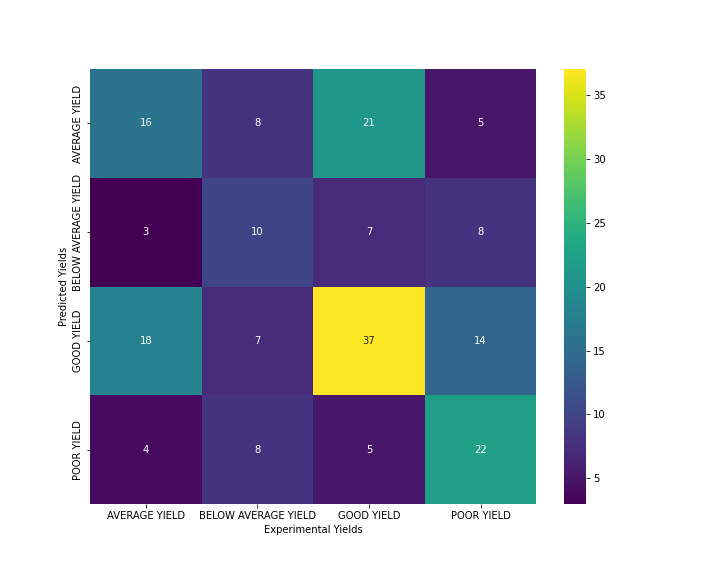 AVERAGE YIELD
16
8
21
5
BELOW AVERAGE YIELD
3
10
7
8
GOOD YIELD
18
7
37
14
POOR YIELD
4
8
5
22
Predicted Yields
AVERAGE YIELD
BELOW AVERAGE YIELD
GOOD YIELD
POOR YIELD
Experimental Yields
35
30
25
20
15
10
5